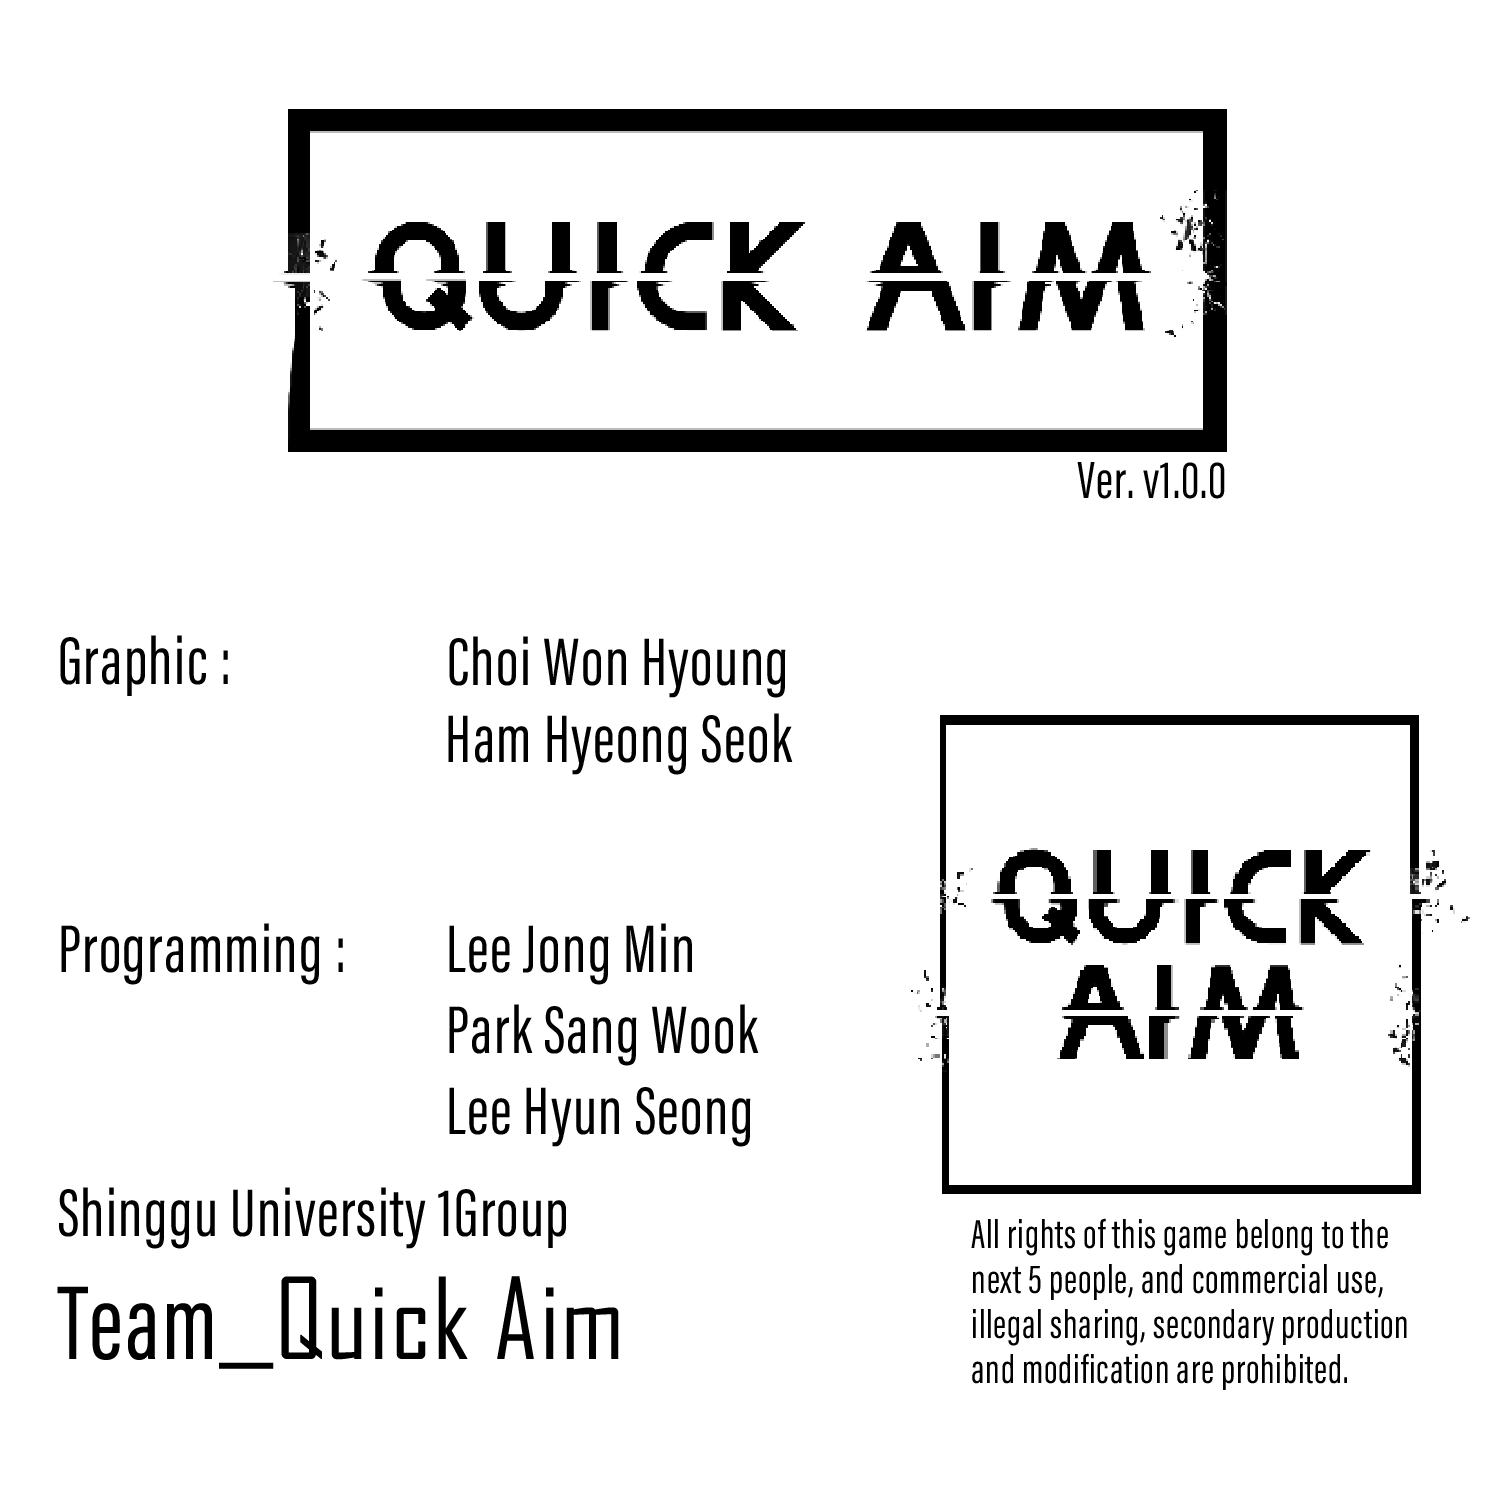 QUICK AIM
Ver. v1.0.0
Graphic : Choi Won Hyoung
Ham Hyeong Seok
Programming : Lee Jong Min
Park Sang Wook
Lee Hyun Seong
Shinggu University 1Group
Team_Quick Aim
QUICK
AIM
All rights of this game belong to the
next 5 people, and commercial use,
illegal sharing, secondary production
and modification are prohibited.